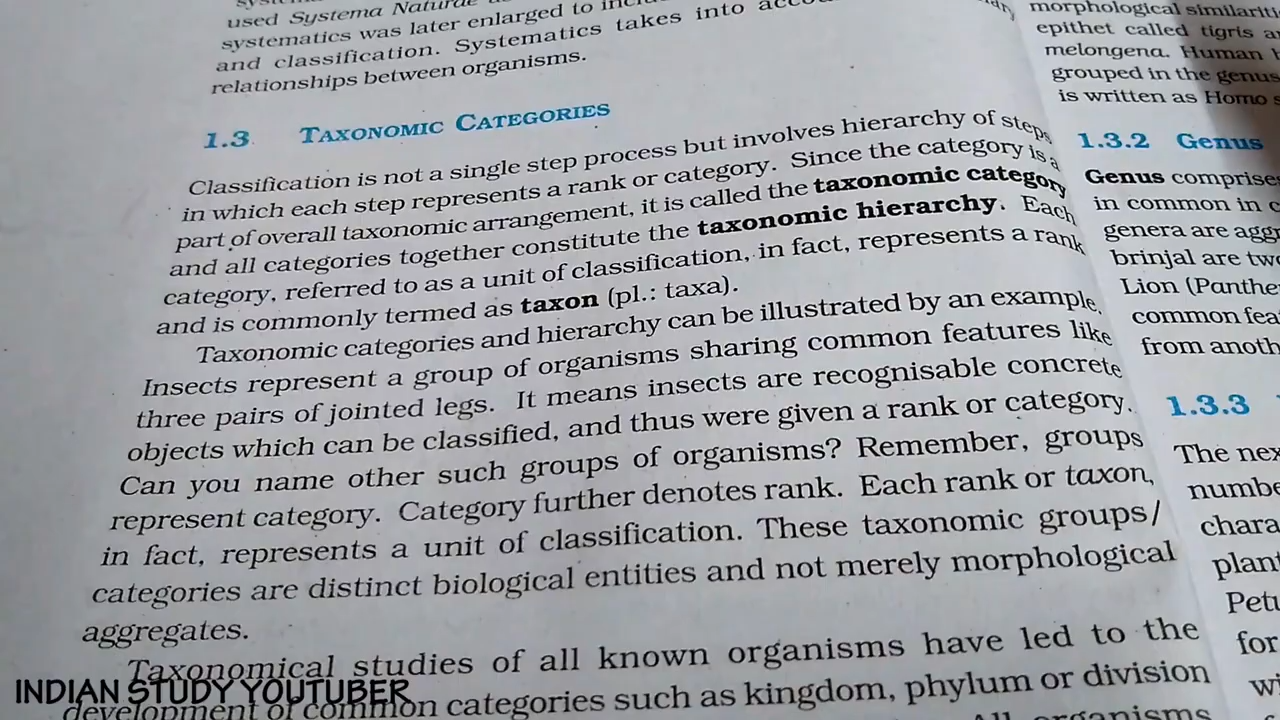 used Systema Naturae
systematics was later enlarged to
and classification. Systematics takes into
relationships between organisms.
1.3 TAXONOMIC CATEGORIES
Classification is not a single step process but involves hierarchy of steps
in which each step represents a rank or category. Since the category is a
part of overall taxonomic arrangement, it is called the taxonomic category
and all categories together constitute the taxonomic hierarchy. Each
category, referred to as a unit of classification, in fact, represents a rank
and is commonly termed as taxon (pl.: taxa).
Taxonomic categories and hierarchy can be illustrated by an example.
Insects represent a group of organisms sharing common features like
three pairs of jointed legs. It means insects are recognisable concrete
objects which can be classified, and thus were given a rank or category.
Can you name other such groups of organisms? Remember, groups
represent category. Category further denotes rank. Each rank or taxon,
in fact, represents a unit of classification. These taxonomic groups/
categories are distinct biological entities and not merely morphological
aggregates.
Taxonomical studies of all known organisms have led to the
development of common categories such as kingdom, phylum or division
All organisms
morphological
epithet called tigris
melongena. Human
grouped in the genus
is written as Homo
1.3.2 Genus
Genus
in common in
genera are
brinjal are
Lion
common
from
1.3.3
The
for
INDIAN STUDY YOUTUBER